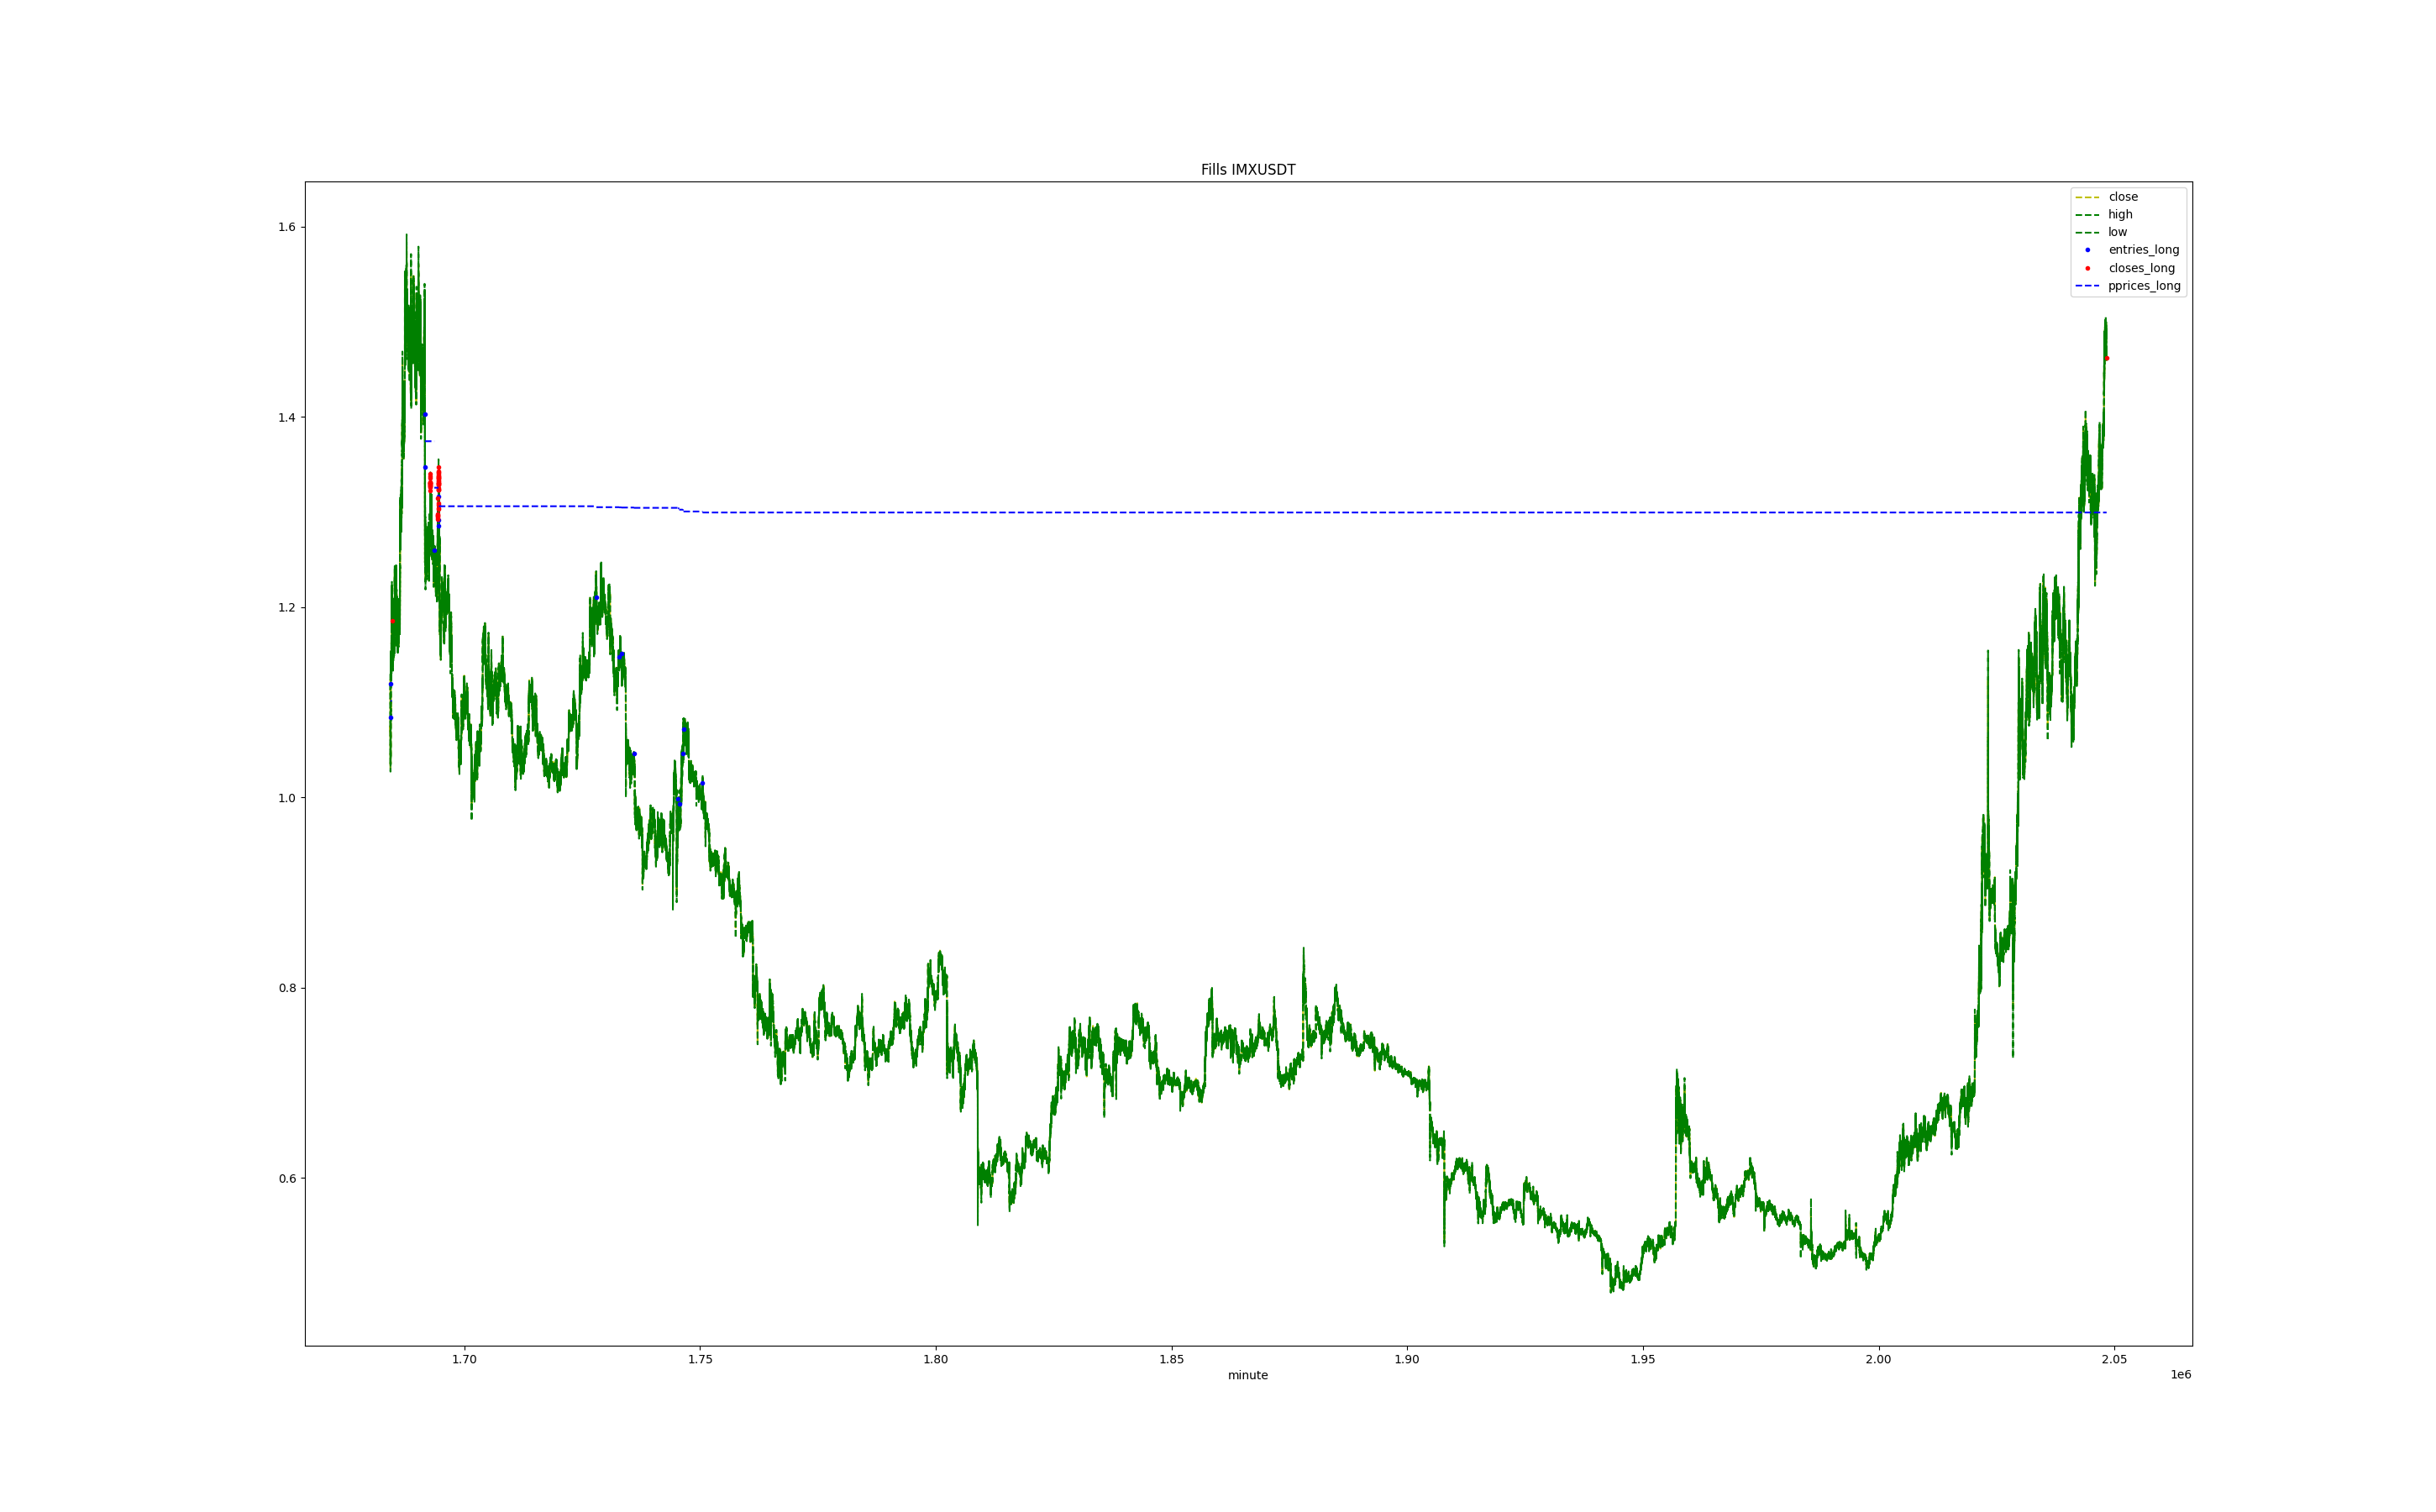 Fills IMXUSDT
close
high
low
entries_long
closes_long
pprices_long
1.6
1.4
1.2
1.0
0.8
0.6
1.70 1.75 1.80 1.85 1.90 1.95 2.00 2.05
minute
1e6